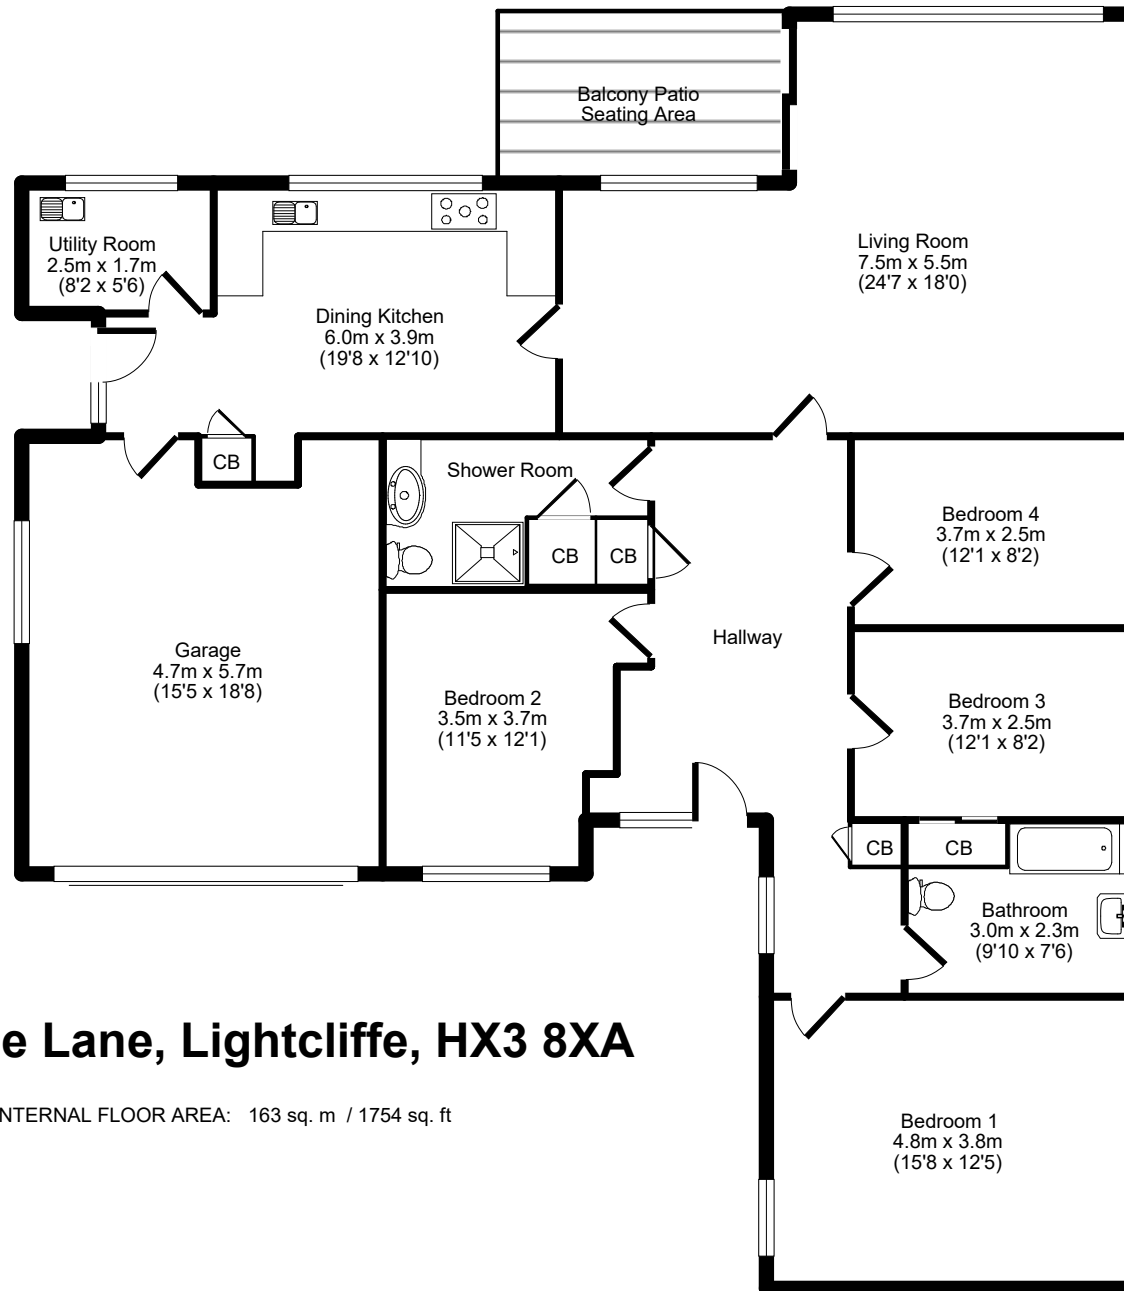 Balcony Patio
Seating Area
Utility Room
2.5m x 1.7m
(8'2 x 5'6)
Living Room
7.5m x 5.5m
(24'7 x 18'0)
Dining Kitchen
6.0m x 3.9m
(19'8 x 12'10)
CB
Shower Room
CB
CB
Bedroom 4
3.7m x 2.5m
(12'1 x 8'2)
Hallway
Garage
4.7m x 5.7m
(15'5 x 18'8)
Bedroom 2
3.5m x 3.7m
(11'5 x 12'1)
Bedroom 3
3.7m x 2.5m
(12'1 x 8'2)
CB
CB
Bathroom
3.0m x 2.3m
(9'10 x 7'6)
e Lane, Lightcliffe, HX3 8XA
NTERNAL FLOOR AREA: 163 sq. m / 1754 sq. ft
Bedroom 1
4.8m x 3.8m
(15'8 x 12'5)